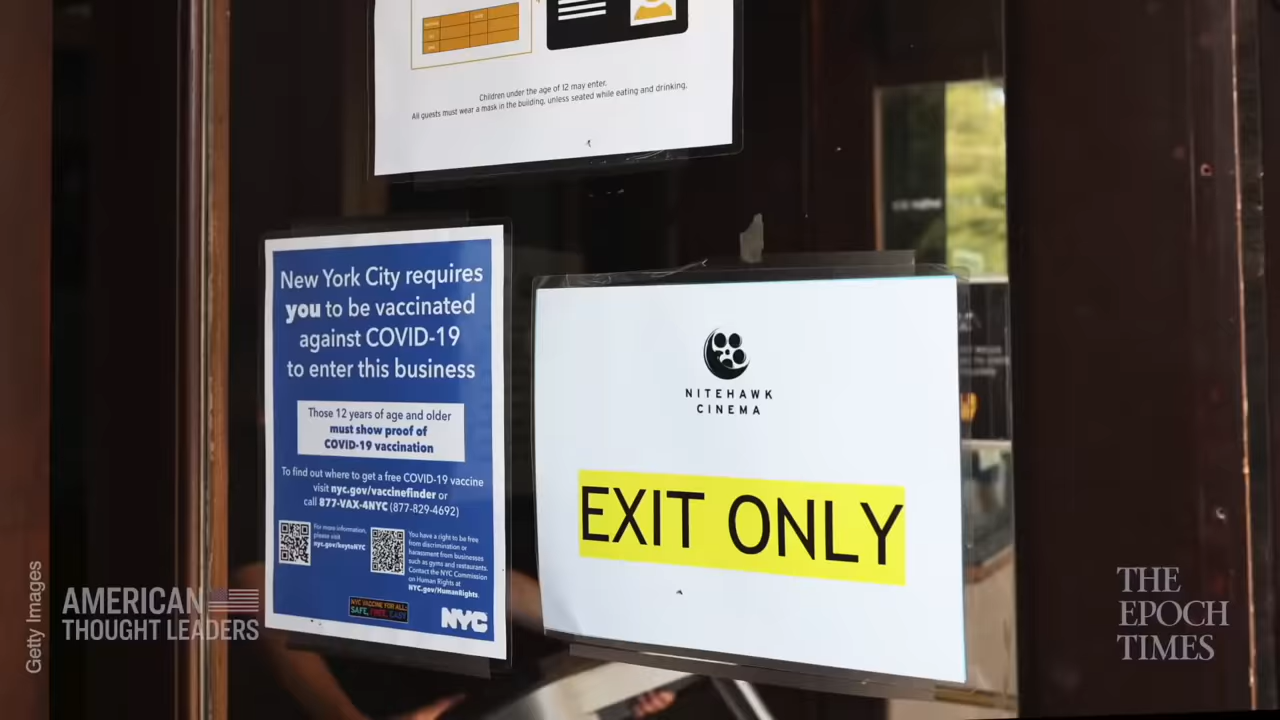 Children under the age of 12 may enter.
All guests must wear a mask in the building, unless seated while eating and drinking.
New York City requires
you to be vaccinated
against COVID-19
to enter this business
Those 12 years of age and older
must show proof of
COVID-19 vaccination
To find out where to get a free COVID-19 vaccine
visit nyc.gov/vaccinefinder or
call 877-VAX-4NYC (877-829-4692)
For more information,
please visit
nyc.gov/keytoNYC
You have a right to be free
from discrimination or
harassment from businesses
such as gyms and restaurants.
Contact the NYC Commission
on Human Rights at
NYC.gov/HumanRights.
NYC VACCINE FOR ALL:
SAFE, FREE, EASY
NYC
NITEHAWK
CINEMA
EXIT ONLY
Getty Images
AMERICAN
THOUGHT LEADERS
THE
EPOCH
TIMES